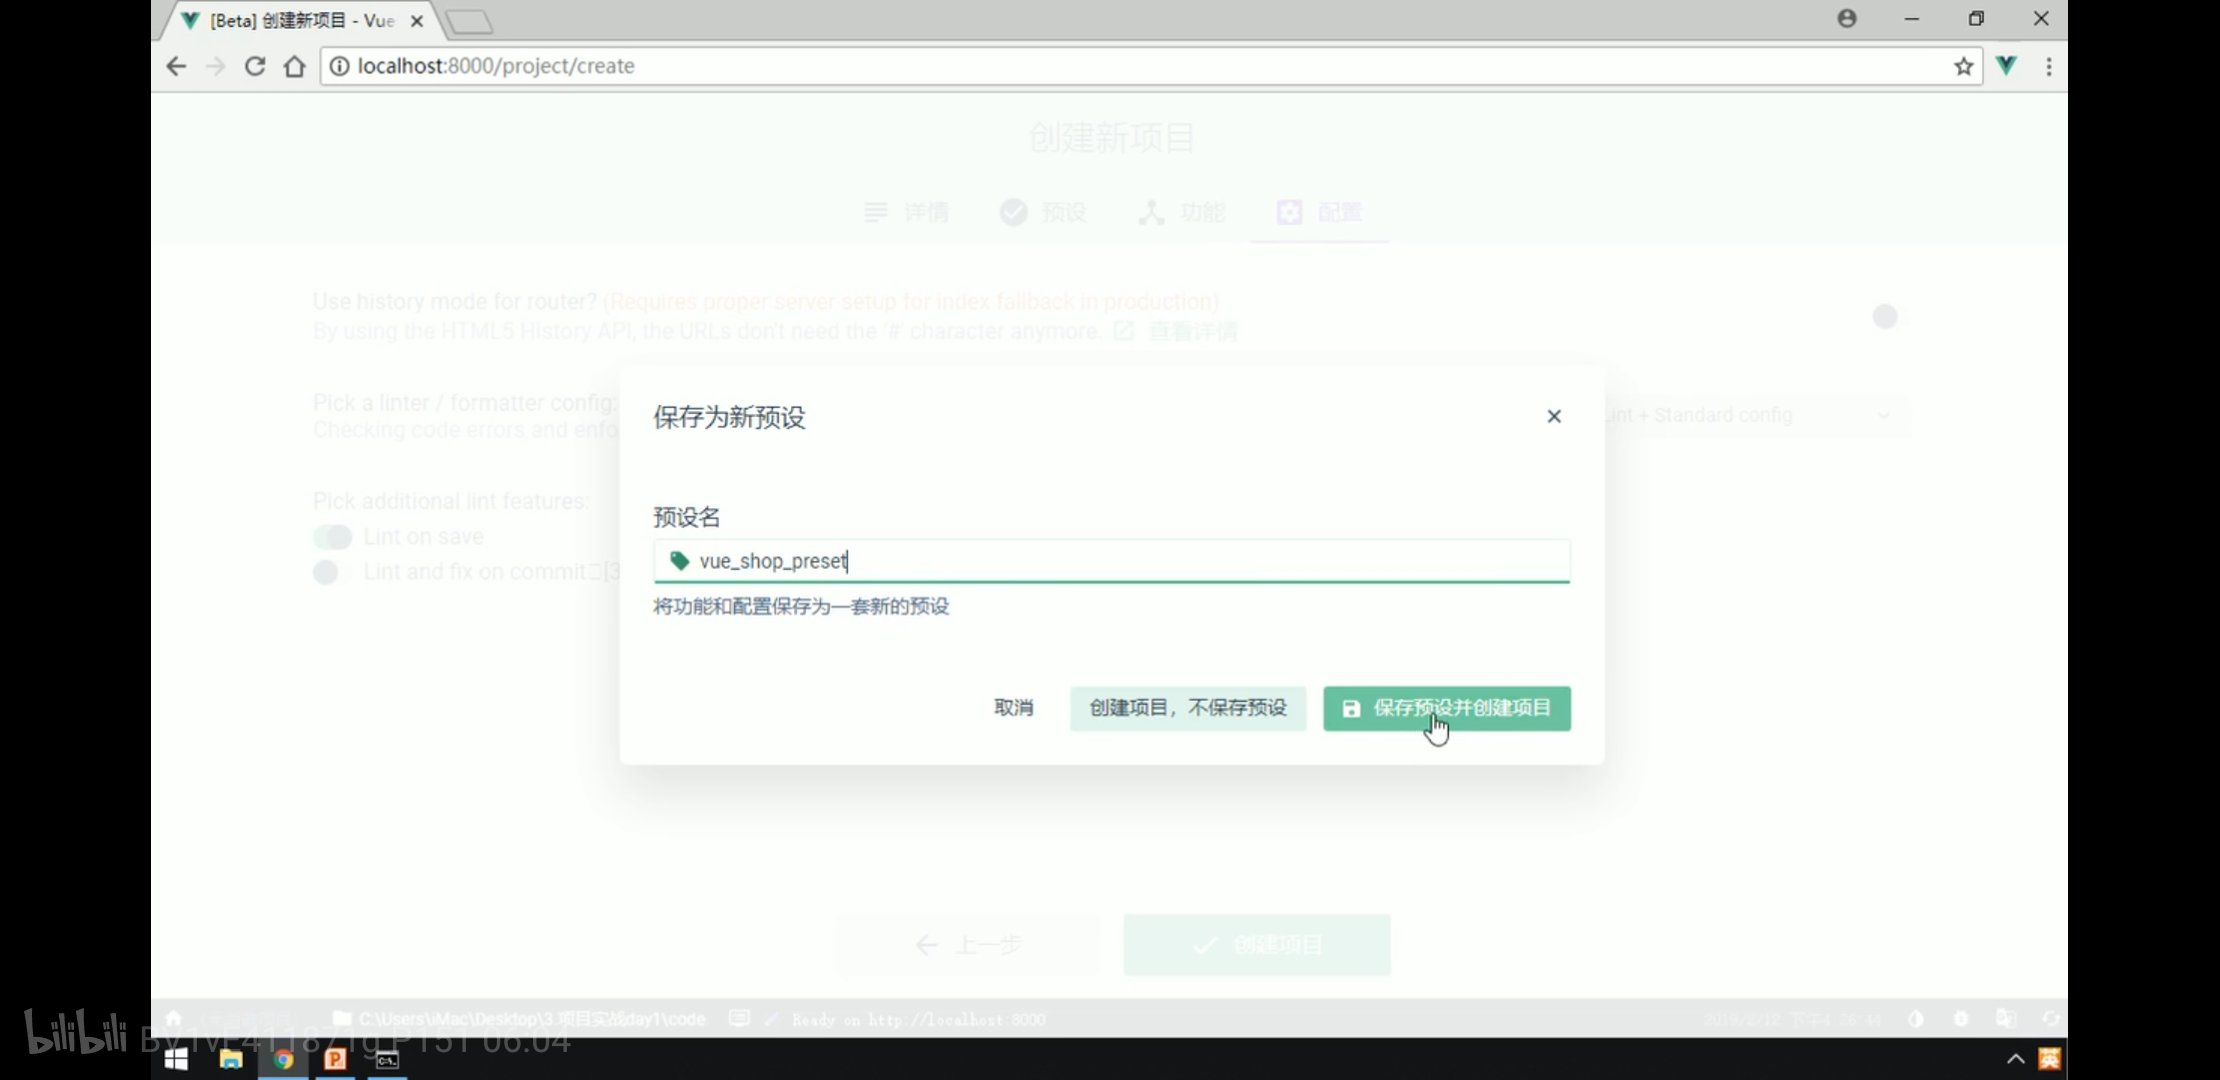 [Beta] 创建新项目 - Vue
localhost:8000/project/create
创建新项目
详情 预设 功能 配置
Use history mode for router? (Requires proper server setup for index fallback in production)
By using the HTML5 History API, the URLs don't need the '#' character anymore. 查看详情
Pick a linter / formatter config:
Checking code errors and enfo
int + Standard config
Pick additional lint features:
Lint on save
Lint and fix on commit
保存为新预设
预设名
vue_shop_preset
将功能和配置保存为一套新的预设
取消 创建项目，不保存预设 保存预设并创建项目
上一步 创建项目
C:\Users\iMac\Desktop\3.项目实战day1\code Ready on http://localhost:8000
bilibili
P151 06:04
英